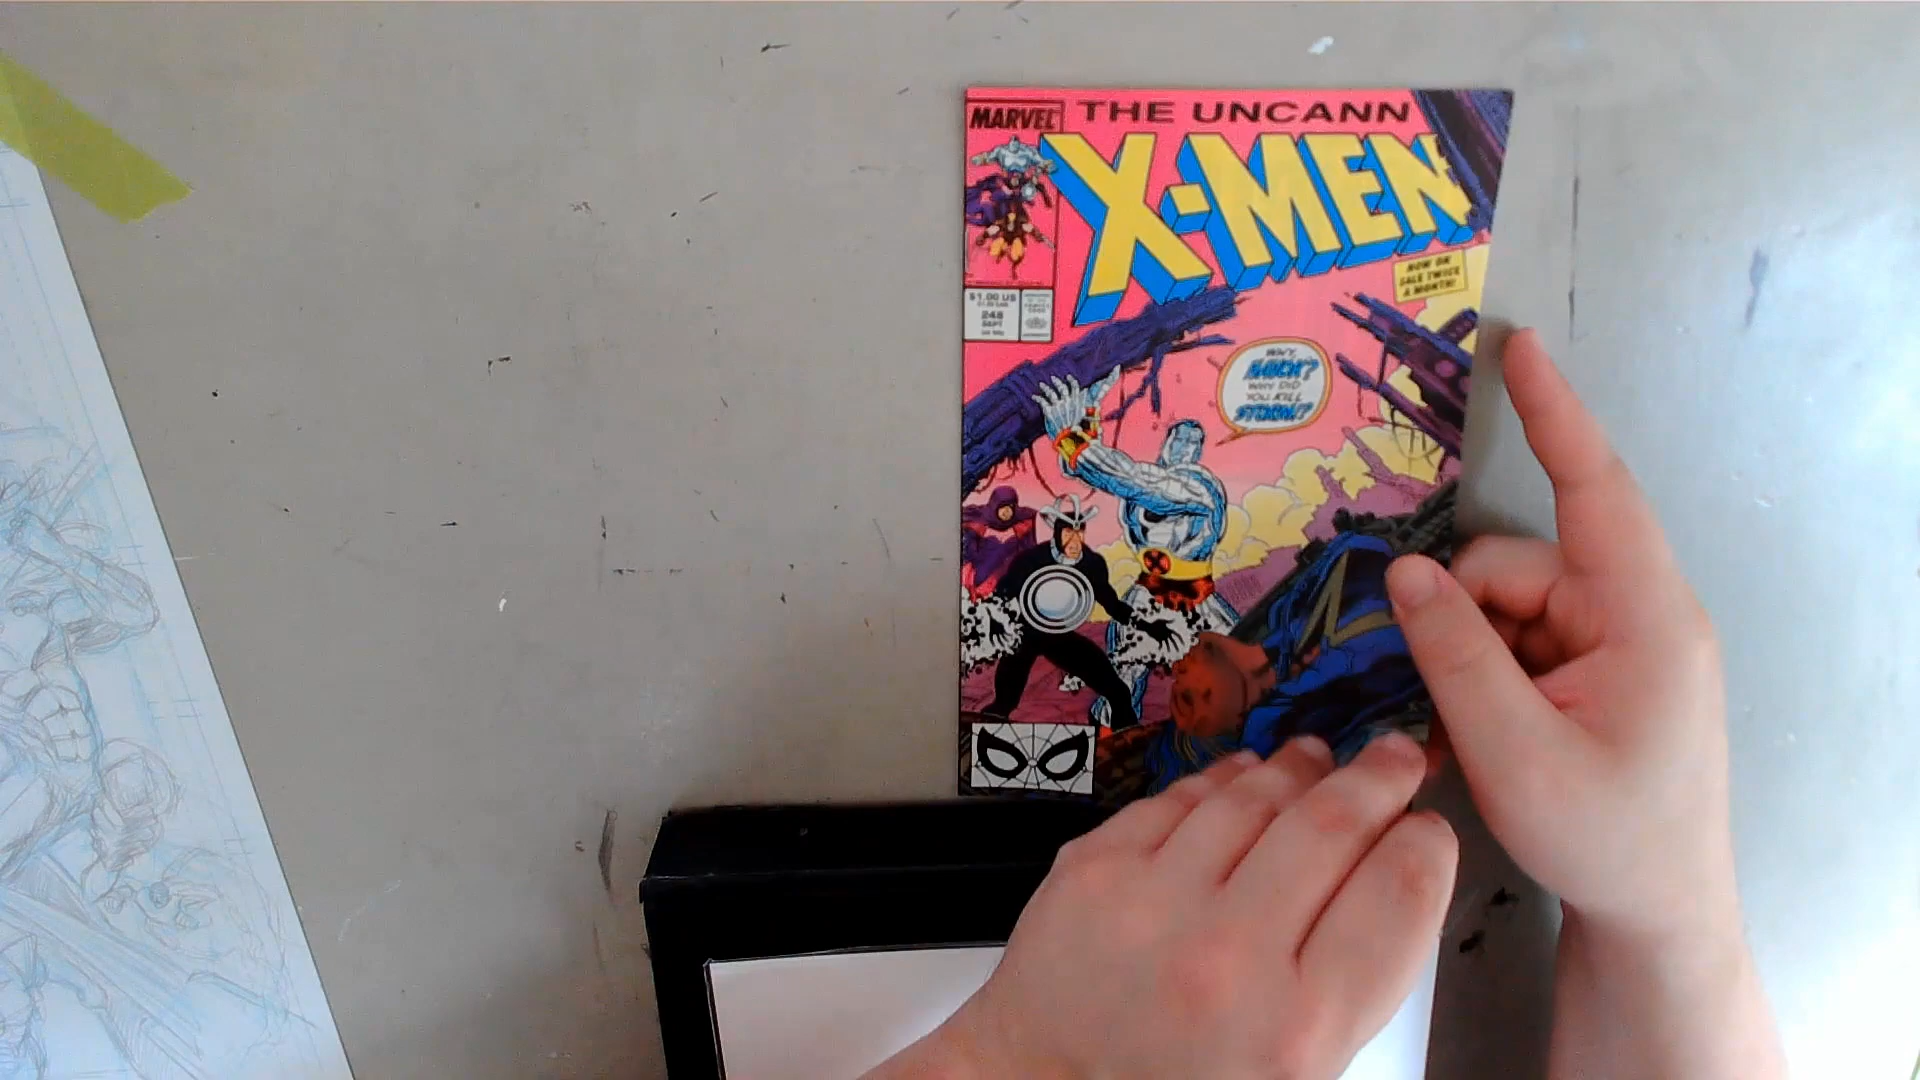 MARVEL
THE UNCANN
X-MEN
NOW ON
SALE TWICE
A MONTH!
$1.00 US
248
SEPT
WHY,
HAVOK?
WHY DID
YOU KILL
STORM!?